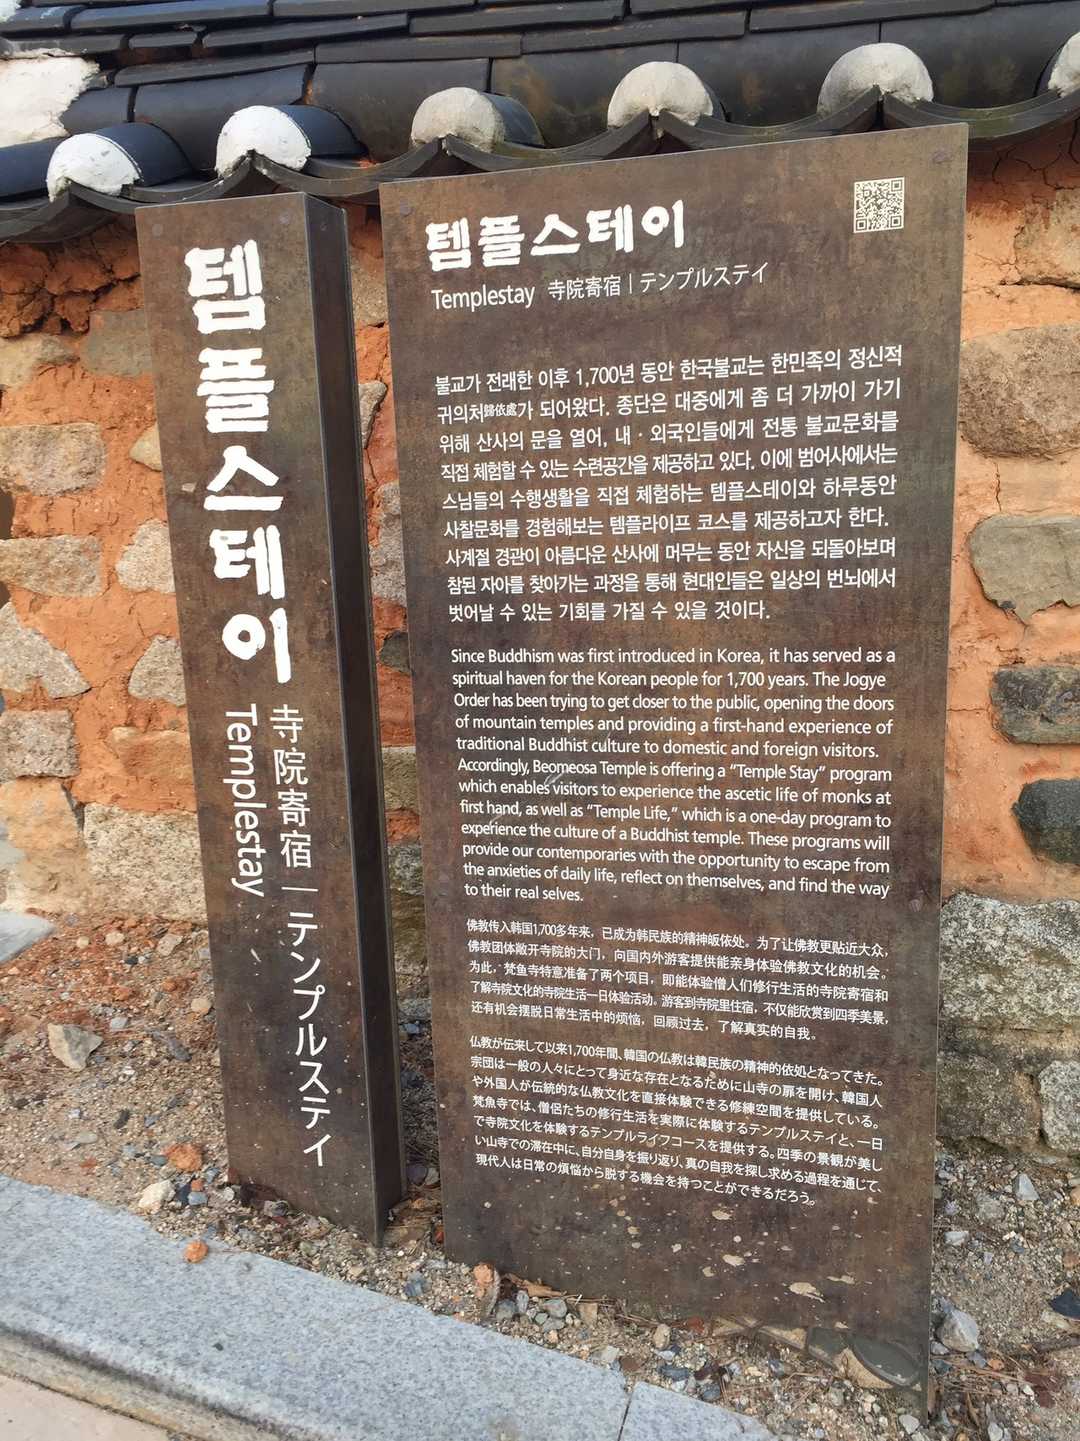 템플스테이
寺院寄宿 | テンプルステイ
Templestay
템플스테이
Templestay 寺院寄宿 | テンプルステイ
불교가 전래한 이후 1,700년 동안 한국불교는 한민족의 정신적
귀의처歸依處가 되어왔다. 종단은 대중에게 좀 더 가까이 가기
위해 산사의 문을 열어, 내 · 외국인들에게 전통 불교문화를
직접 체험할 수 있는 수련공간을 제공하고 있다. 이에 범어사에서는
스님들의 수행생활을 직접 체험하는 템플스테이와 하루동안
사찰문화를 경험해보는 템플라이프 코스를 제공하고자 한다.
사계절 경관이 아름다운 산사에 머무는 동안 자신을 되돌아보며
참된 자아를 찾아가는 과정을 통해 현대인들은 일상의 번뇌에서
벗어날 수 있는 기회를 가질 수 있을 것이다.
Since Buddhism was first introduced in Korea, it has served as a
spiritual haven for the Korean people for 1,700 years. The Jogye
Order has been trying to get closer to the public, opening the doors
of mountain temples and providing a first-hand experience of
traditional Buddhist culture to domestic and foreign visitors.
Accordingly, Beomeosa Temple is offering a “Temple Stay” program
which enables visitors to experience the ascetic life of monks at
first hand, as well as “Temple Life,” which is a one-day program to
experience the culture of a Buddhist temple. These programs will
provide our contemporaries with the opportunity to escape from
the anxieties of daily life, reflect on themselves, and find the way
to their real selves.
佛教传入韩国1,700多年来，已成为韩民族的精神皈依处。为了让佛教更贴近大众，
佛教团体敞开寺院的大门，向国内外游客提供能亲身体验佛教文化的机会。
为此，梵鱼寺特意准备了两个项目，即能体验僧人们修行生活的寺院寄宿和
了解寺院文化的寺院生活一日体验活动。游客到寺院里住宿，不仅能欣赏到四季美景，
还有机会摆脱日常生活中的烦恼，回顾过去，了解真实的自我。
仏教が伝来して以来1,700年間、韓国の仏教は韓民族の精神的依処となってきた。
宗団は一般の人々にとって身近な存在となるために山寺の扉を開け、韓国人
や外国人が伝統的な仏教文化を直接体験できる修練空間を提供している。
梵魚寺では、僧侶たちの修行生活を実際に体験するテンプルステイと、一日
で寺院文化を体験するテンプルライフコースを提供する。四季の景観が美し
い山寺での滞在中に、自分自身を振り返り、真の自我を探し求める過程を通じて、
現代人は日常の煩悩から脱する機会を持つことができるだろう。